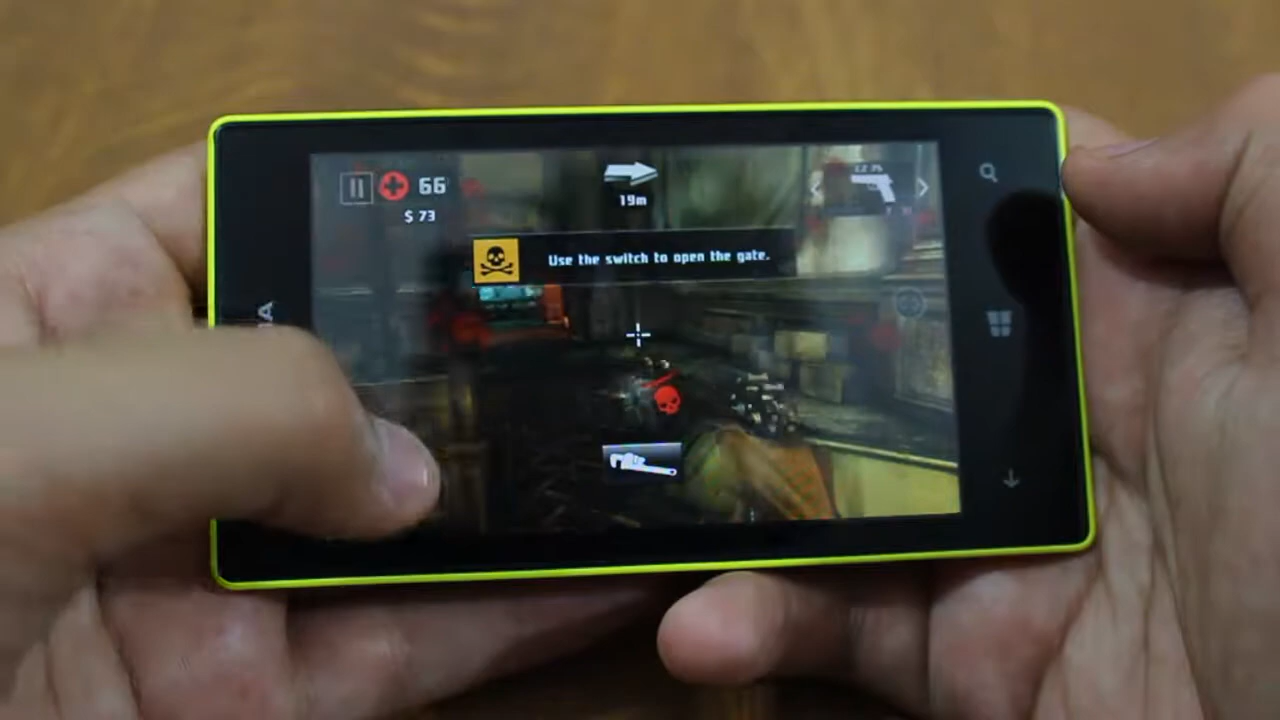 66
$ 73
19m
Use the switch to open the gate.